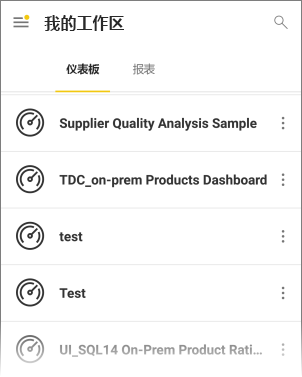 我的工作区
仪表板 报表
Supplier Quality Analysis Sample
TDC_on-prem Products Dashboard
test
Test
UI_SQL14 On-Prem Product Rati...